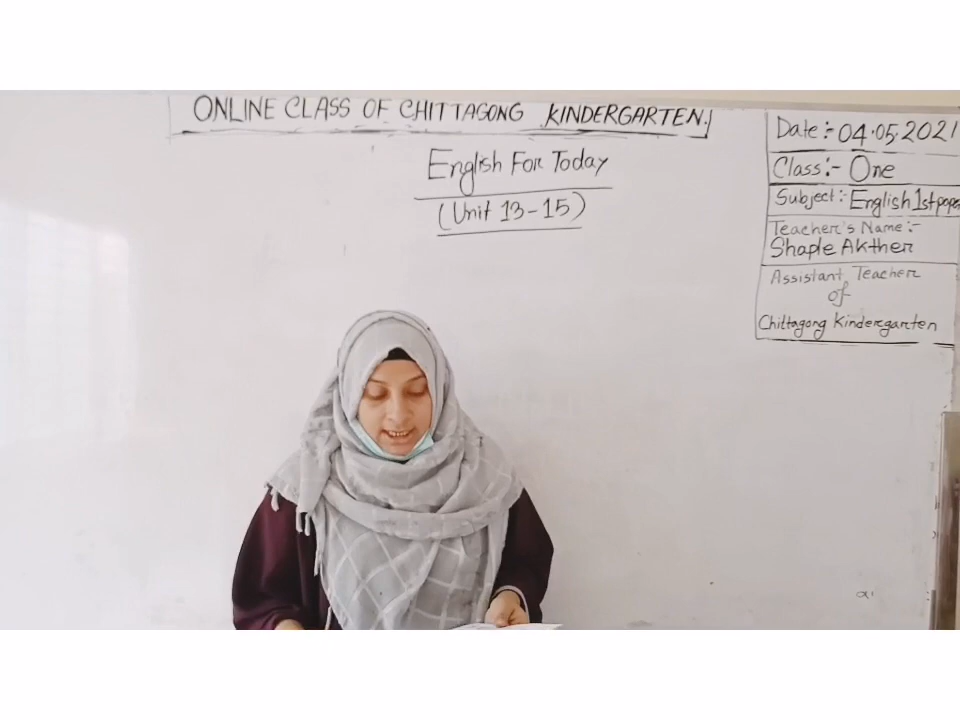 ONLINE CLASS OF CHITTAGONG KINDERGARTEN.
English For Today
(Unit 13-15)
Date:- 04.05.2021
Class:- One
Subject:- English 1st paper
Teacher's Name:-
Shaple Akther
Assistant Teacher
of
Chittagong Kindergarten